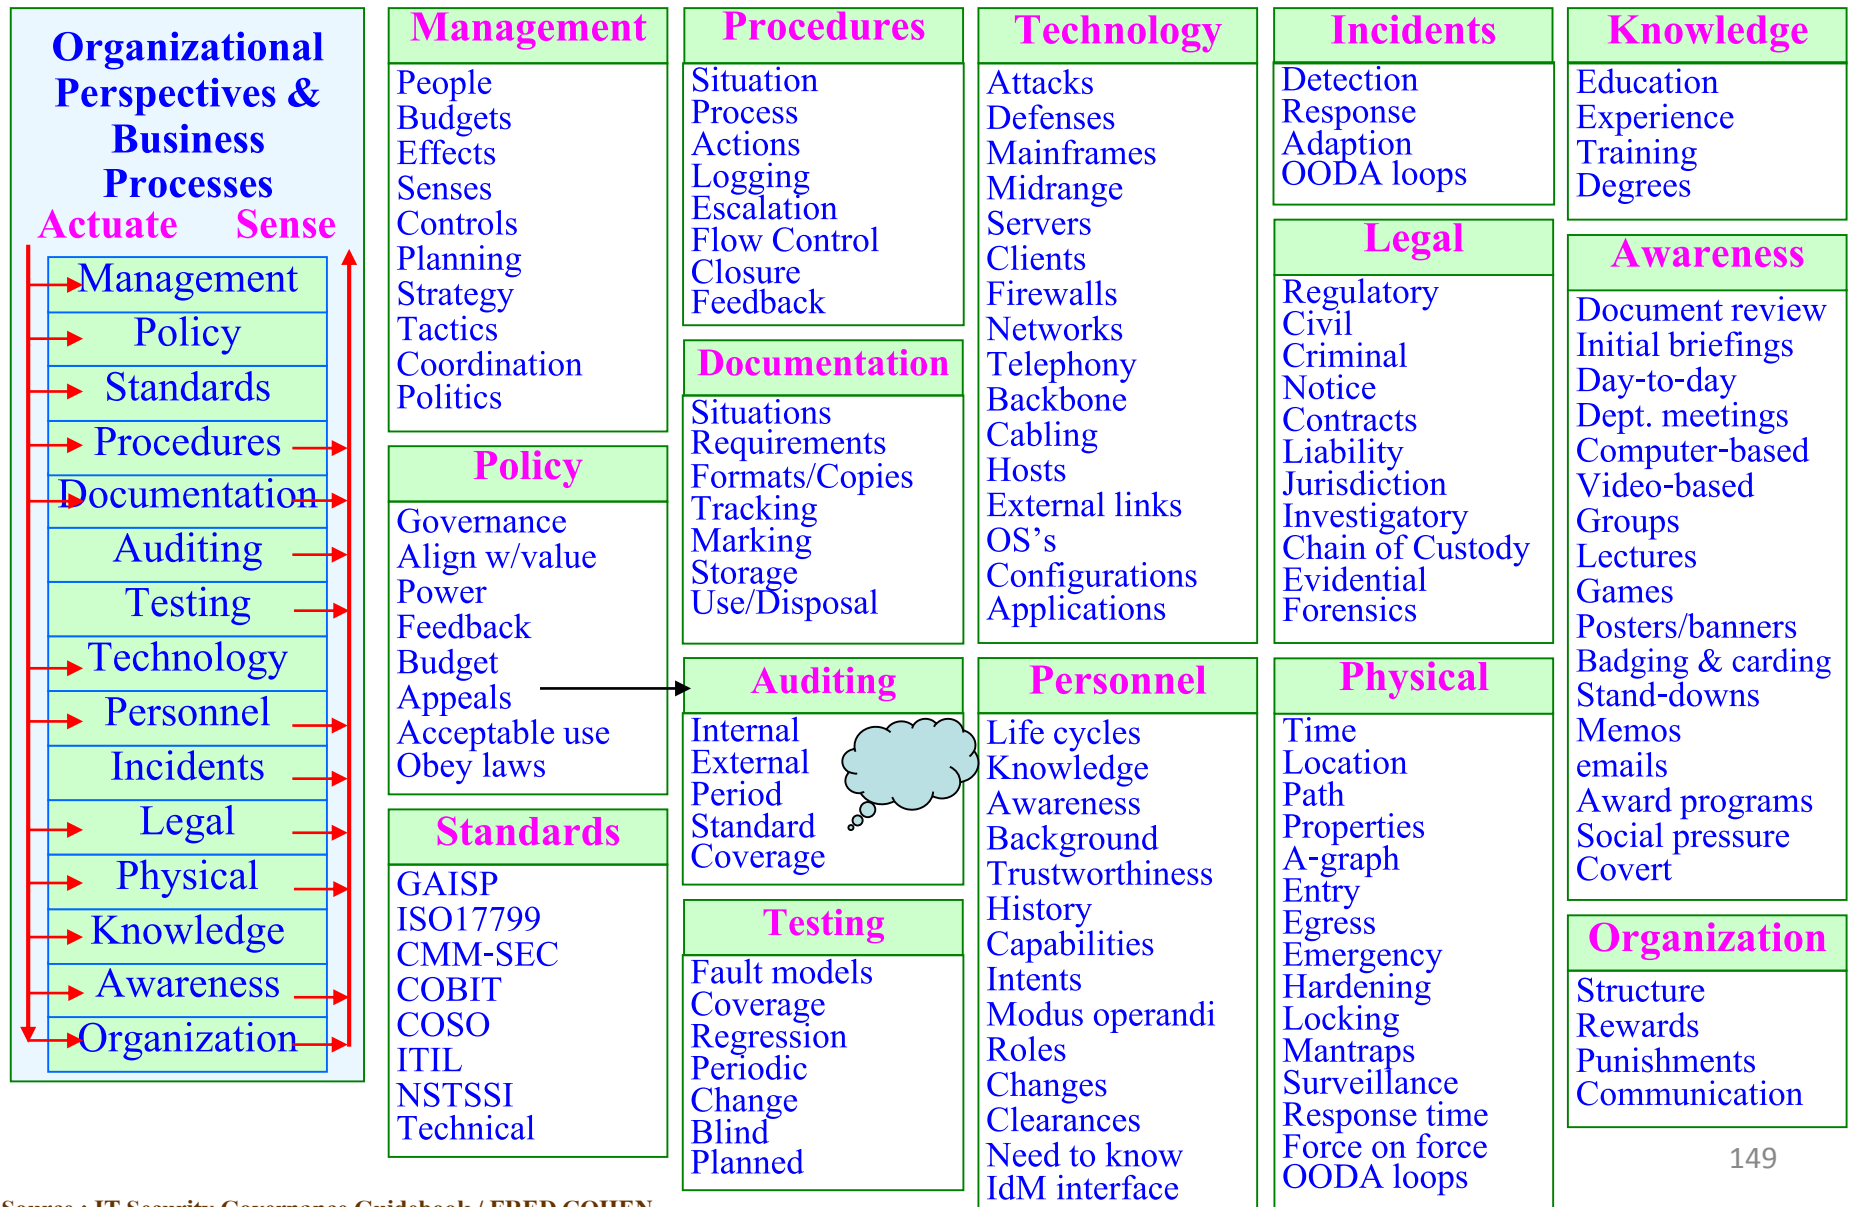 Organizational
Perspectives &
Business
Processes
Actuate Sense
Management
Policy
Standards
Procedures
Documentation
Auditing
Testing
Technology
Personnel
Incidents
Legal
Physical
Knowledge
Awareness
Organization
Management
People
Budgets
Effects
Senses
Controls
Planning
Strategy
Tactics
Coordination
Politics
Policy
Governance
Align w/value
Power
Feedback
Budget
Appeals
Acceptable use
Obey laws
Standards
GAISP
ISO17799
CMM-SEC
COBIT
COSO
ITIL
NSTSSI
Technical
Procedures
Situation
Process
Actions
Logging
Escalation
Flow Control
Closure
Feedback
Documentation
Situations
Requirements
Formats/Copies
Tracking
Marking
Storage
Use/Disposal
Auditing
Internal
External
Period
Standard
Coverage
Testing
Fault models
Coverage
Regression
Periodic
Change
Blind
Planned
Technology
Attacks
Defenses
Mainframes
Midrange
Servers
Clients
Firewalls
Networks
Telephony
Backbone
Cabling
Hosts
External links
OS’s
Configurations
Applications
Personnel
Life cycles
Knowledge
Awareness
Background
Trustworthiness
History
Capabilities
Intents
Modus operandi
Roles
Changes
Clearances
Need to know
IdM interface
Incidents
Detection
Response
Adaption
OODA loops
Legal
Regulatory
Civil
Criminal
Notice
Contracts
Liability
Jurisdiction
Investigatory
Chain of Custody
Evidential
Forensics
Physical
Time
Location
Path
Properties
A-graph
Entry
Egress
Emergency
Hardening
Locking
Mantraps
Surveillance
Response time
Force on force
OODA loops
Knowledge
Education
Experience
Training
Degrees
Awareness
Document review
Initial briefings
Day-to-day
Dept. meetings
Computer-based
Video-based
Groups
Lectures
Games
Posters/banners
Badging & carding
Stand-downs
Memos
emails
Award programs
Social pressure
Covert
Organization
Structure
Rewards
Punishments
Communication
149
Source : IT Security Governance Guidebook / FRED COHEN